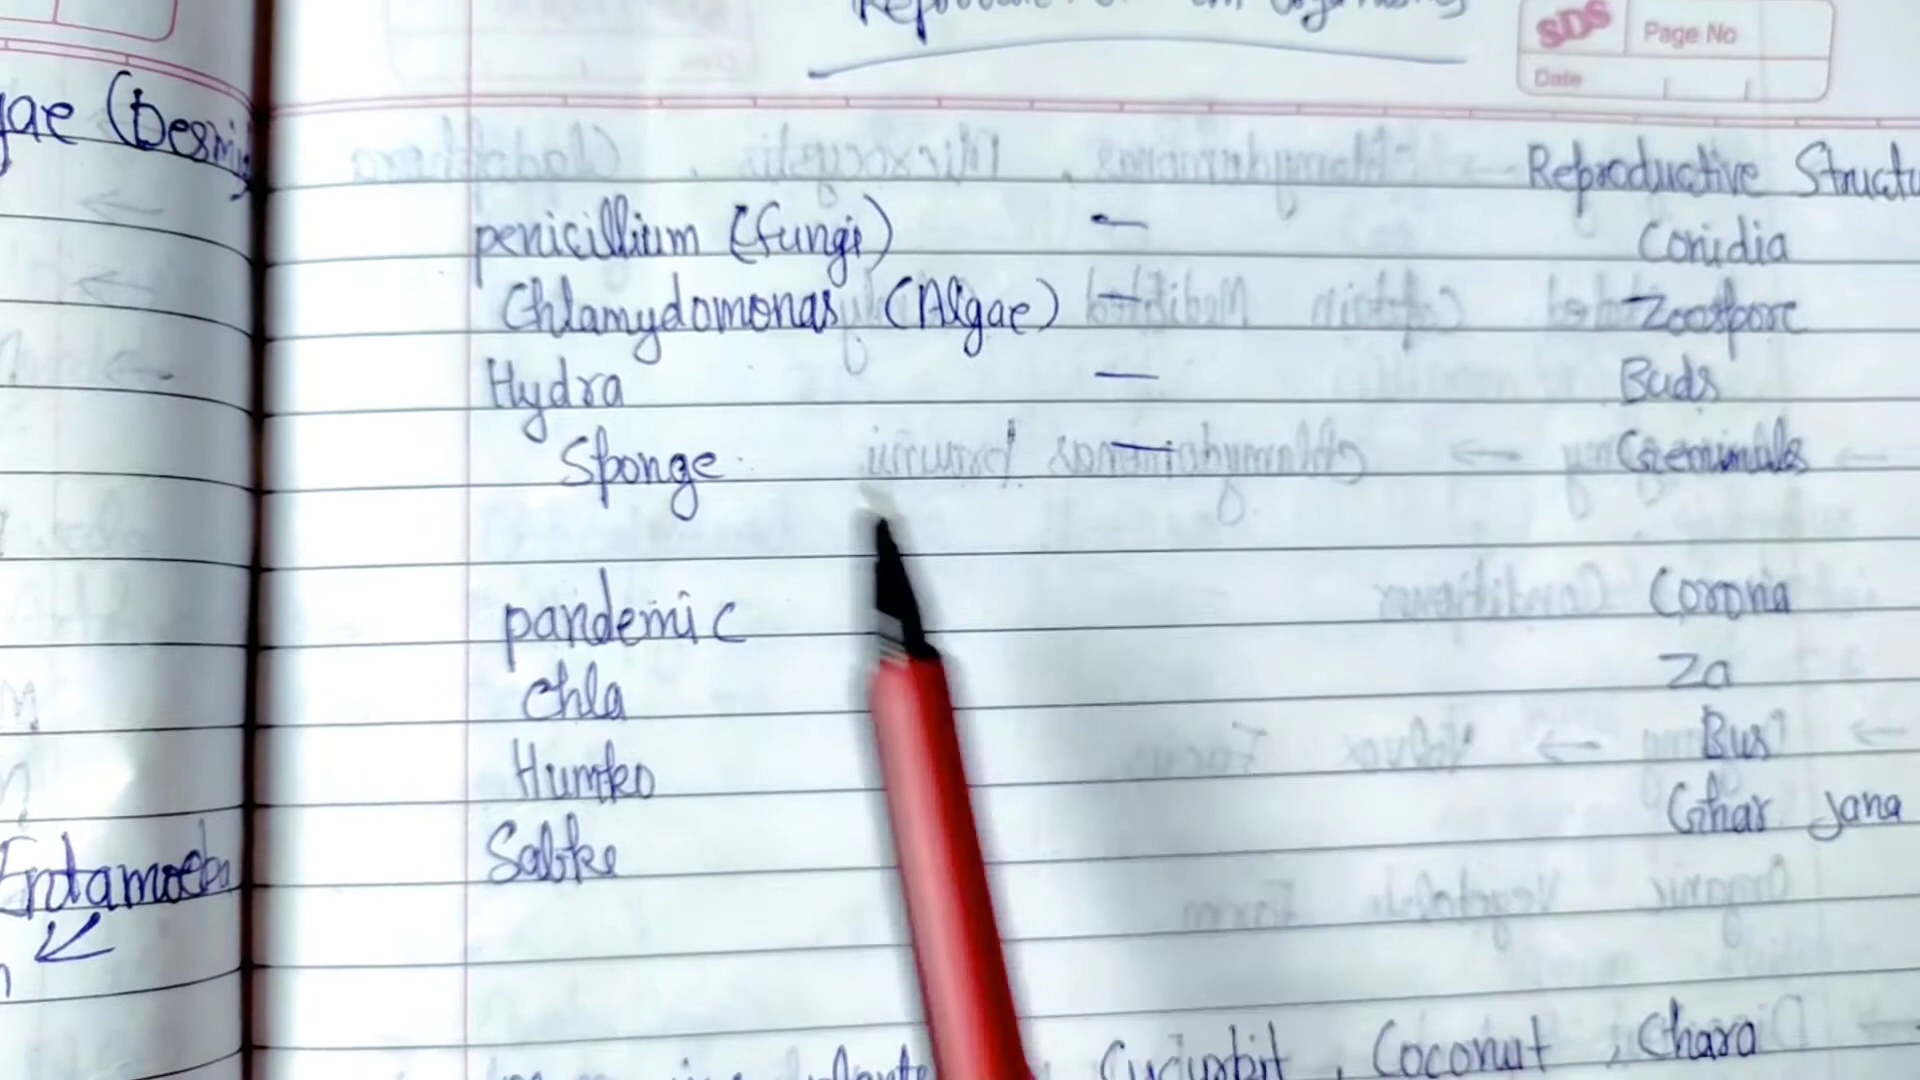 SDS Page No
Date
gae (Desmi
Reproductive Structu
penicillium (fungi) – Conidia
Chlamydomonas (Algae) – Zoospore
Hydra – Buds
Sponge – Gemmules
pandemic Corona
Chla Za
Humko Bus
Sabke Ghar Jana
Entamoeba
Cucurbit, Coconut, Chara